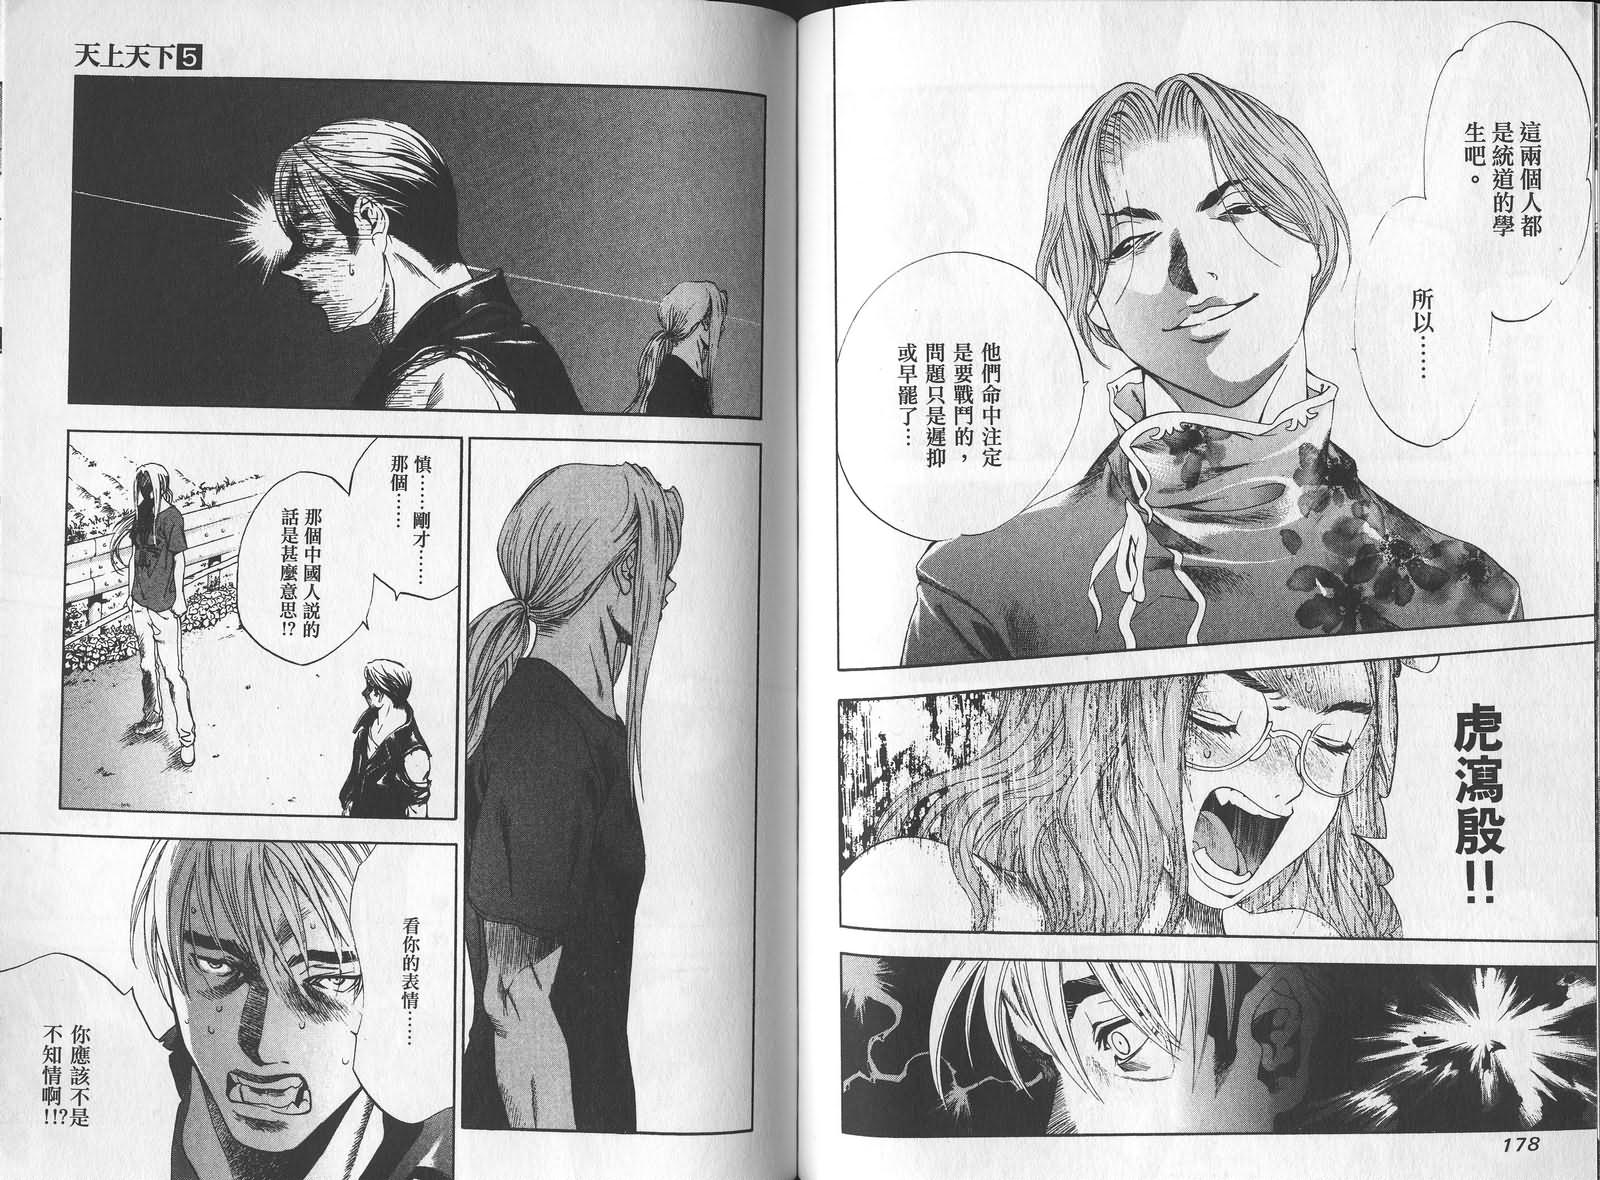 這兩個人都
是統道的學
生吧。
所以……
他們命中注定
是要戰鬥的，
問題只是遲抑
或早罷了…
虎瀉殷!!
178
天上天下5
慎……剛才……
那個……
那個中國人説的
話是甚麼意思!?
看你的表情……
你應該不是
不知情啊!!?